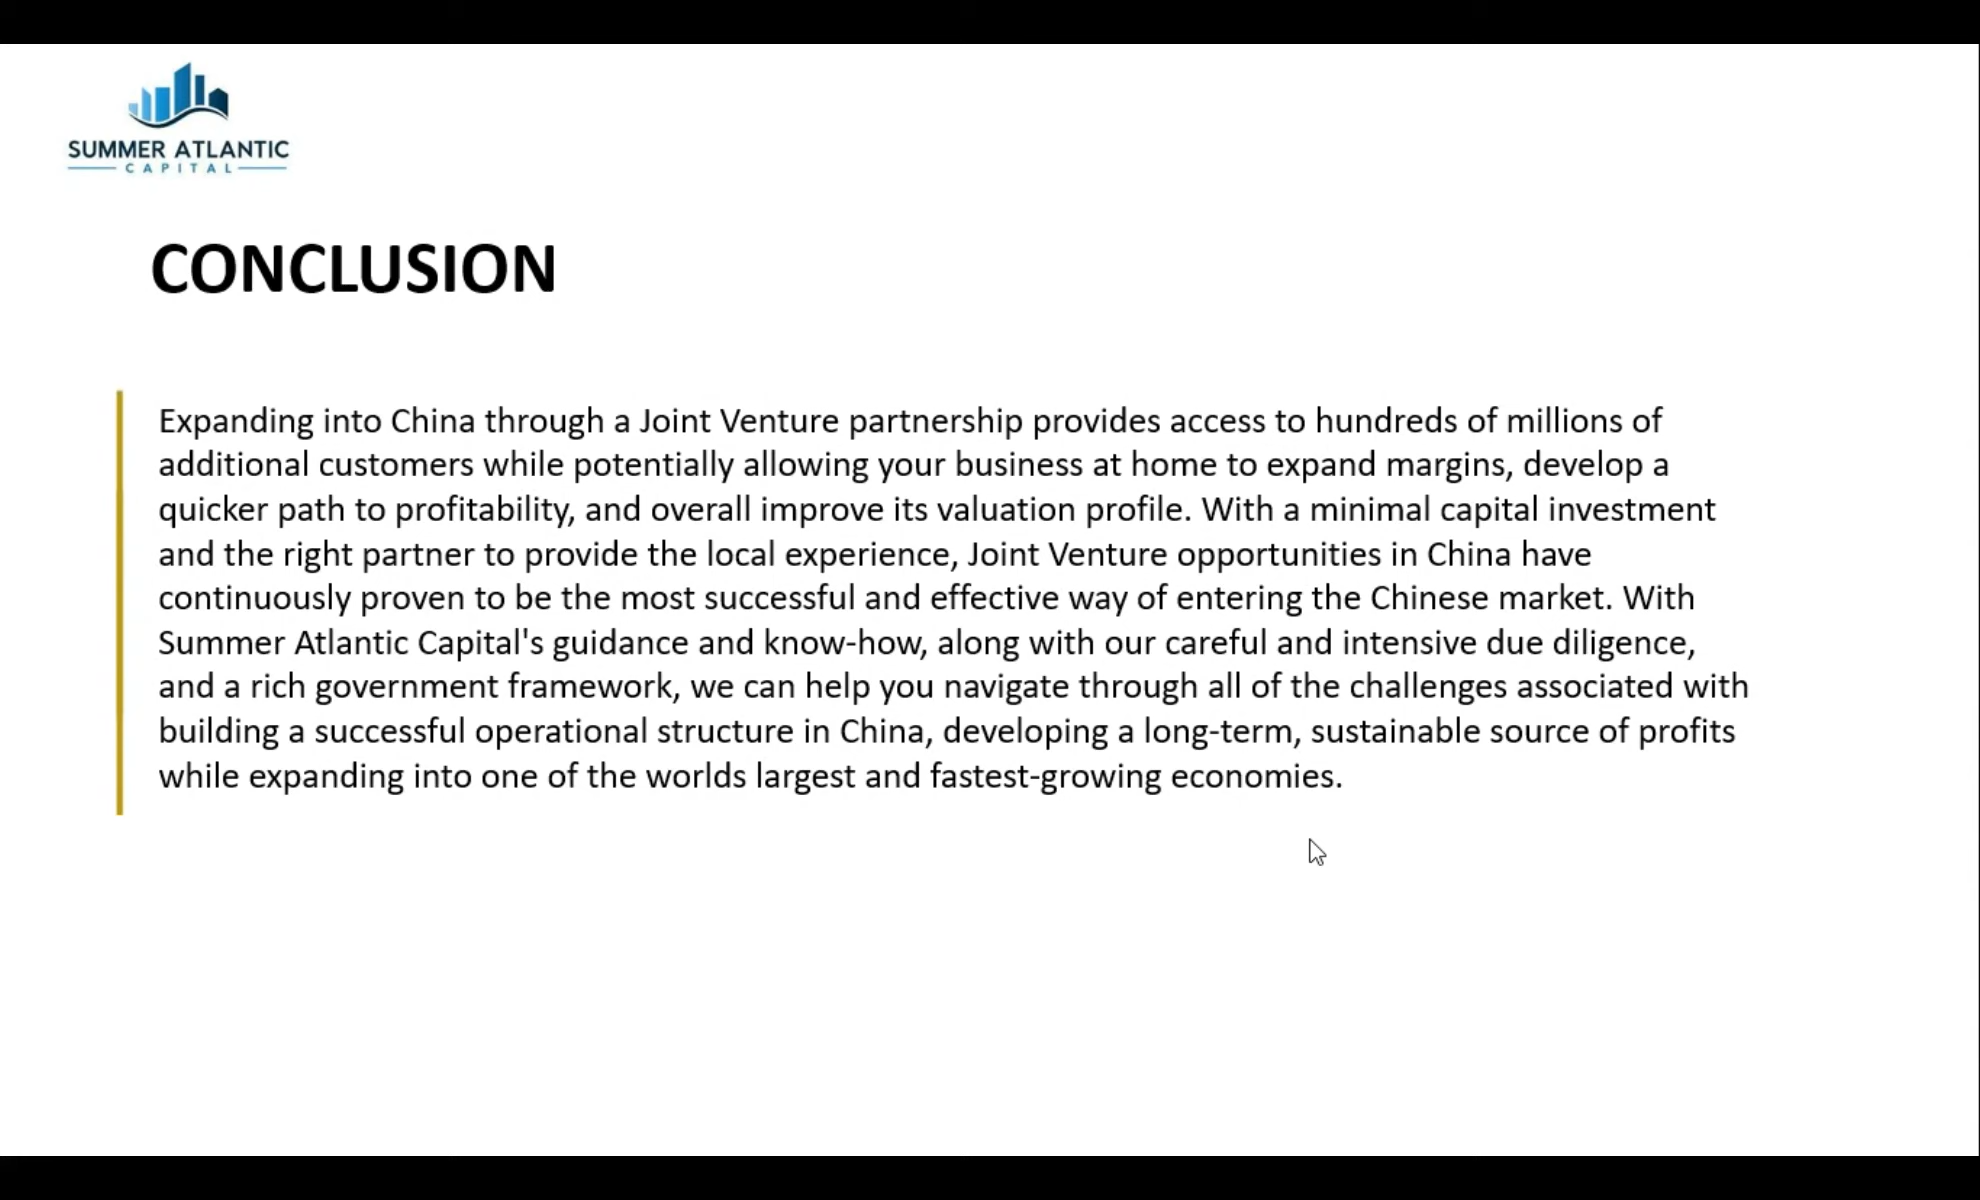 SUMMER ATLANTIC
CAPITAL
CONCLUSION
Expanding into China through a Joint Venture partnership provides access to hundreds of millions of
additional customers while potentially allowing your business at home to expand margins, develop a
quicker path to profitability, and overall improve its valuation profile. With a minimal capital investment
and the right partner to provide the local experience, Joint Venture opportunities in China have
continuously proven to be the most successful and effective way of entering the Chinese market. With
Summer Atlantic Capital's guidance and know-how, along with our careful and intensive due diligence,
and a rich government framework, we can help you navigate through all of the challenges associated with
building a successful operational structure in China, developing a long-term, sustainable source of profits
while expanding into one of the worlds largest and fastest-growing economies.